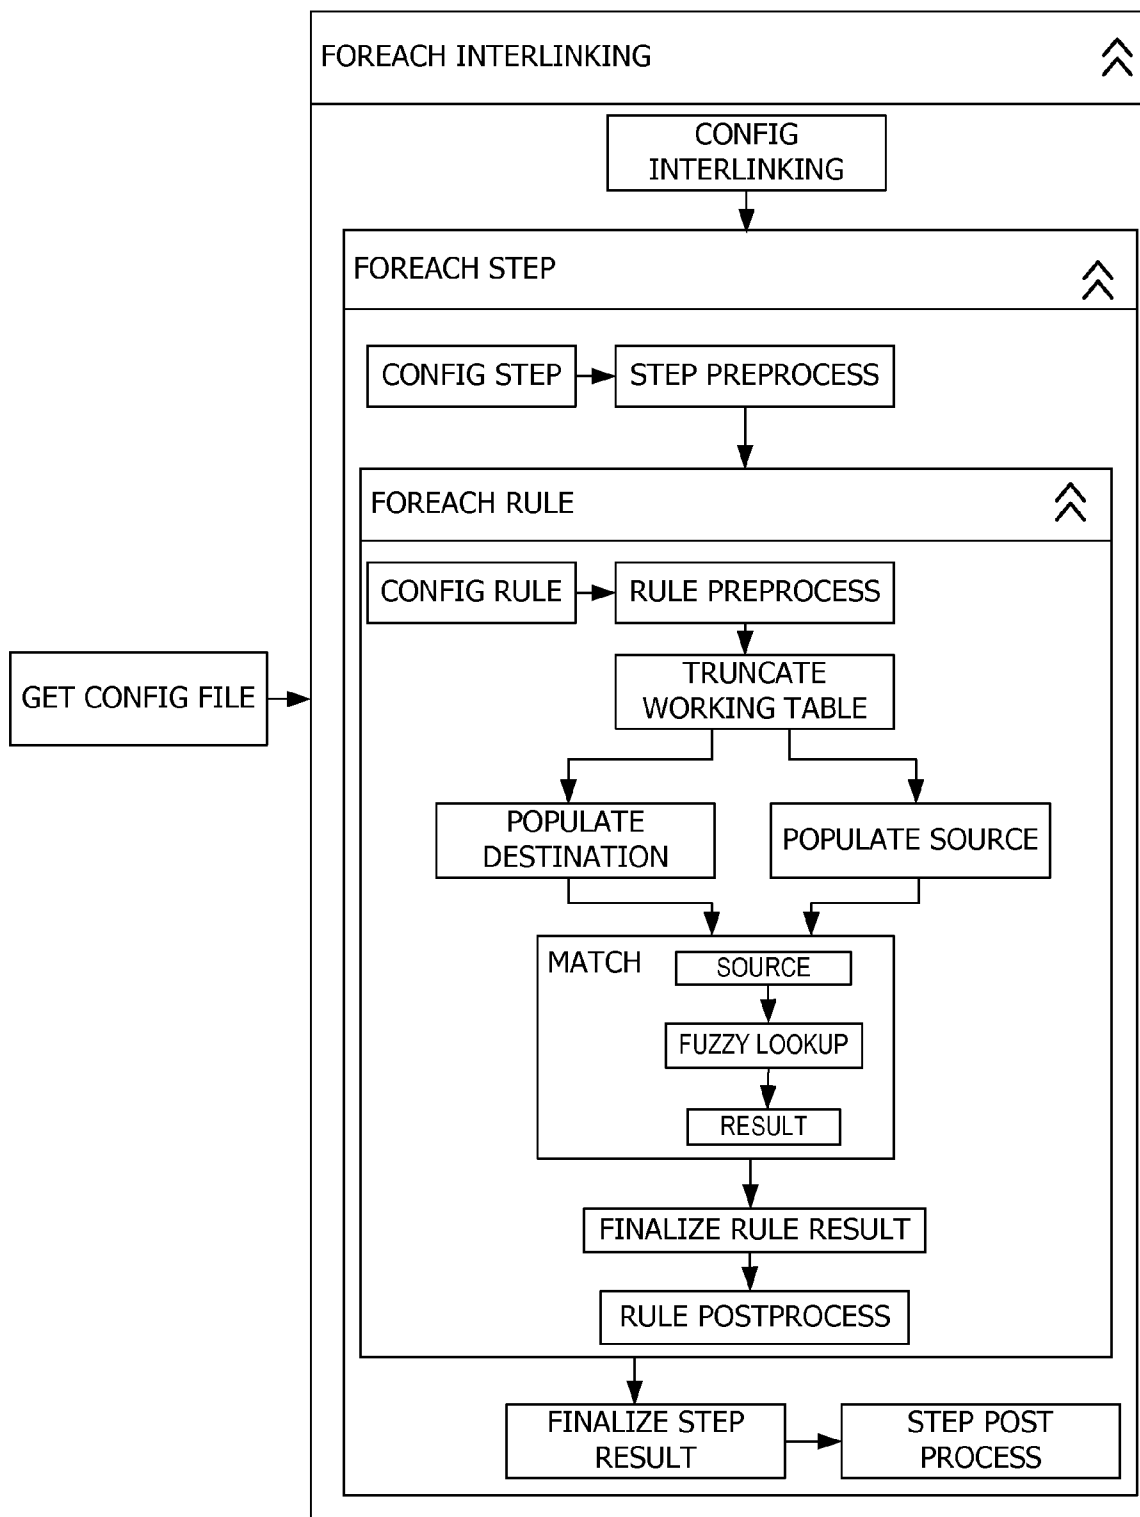 FOREACH INTERLINKING
CONFIG
INTERLINKING
FOREACH STEP
CONFIG STEP
STEP PREPROCESS
FOREACH RULE
CONFIG RULE
RULE PREPROCESS
GET CONFIG FILE
TRUNCATE
WORKING TABLE
POPULATE
DESTINATION
POPULATE SOURCE
MATCH
SOURCE
FUZZY LOOKUP
RESULT
FINALIZE RULE RESULT
RULE POSTPROCESS
FINALIZE STEP
RESULT
STEP POST
PROCESS